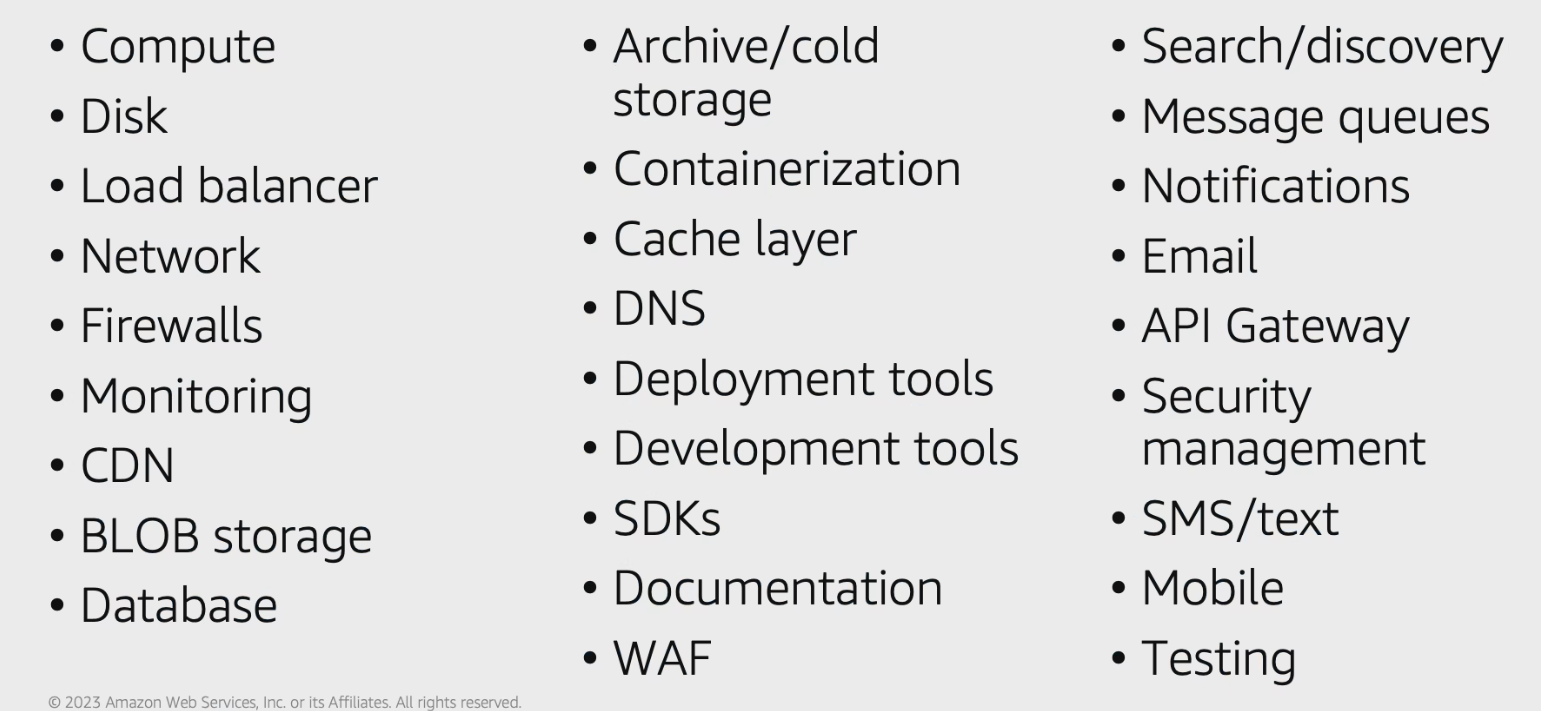 • Compute
• Disk
• Load balancer
• Network
• Firewalls
• Monitoring
• CDN
• BLOB storage
• Database
• Archive/cold
storage
• Containerization
• Cache layer
• DNS
• Deployment tools
• Development tools
• SDKs
• Documentation
• WAF
• Search/discovery
• Message queues
• Notifications
• Email
• API Gateway
• Security
management
• SMS/text
• Mobile
• Testing
© 2023 Amazon Web Services, Inc. or its Affiliates. All rights reserved.